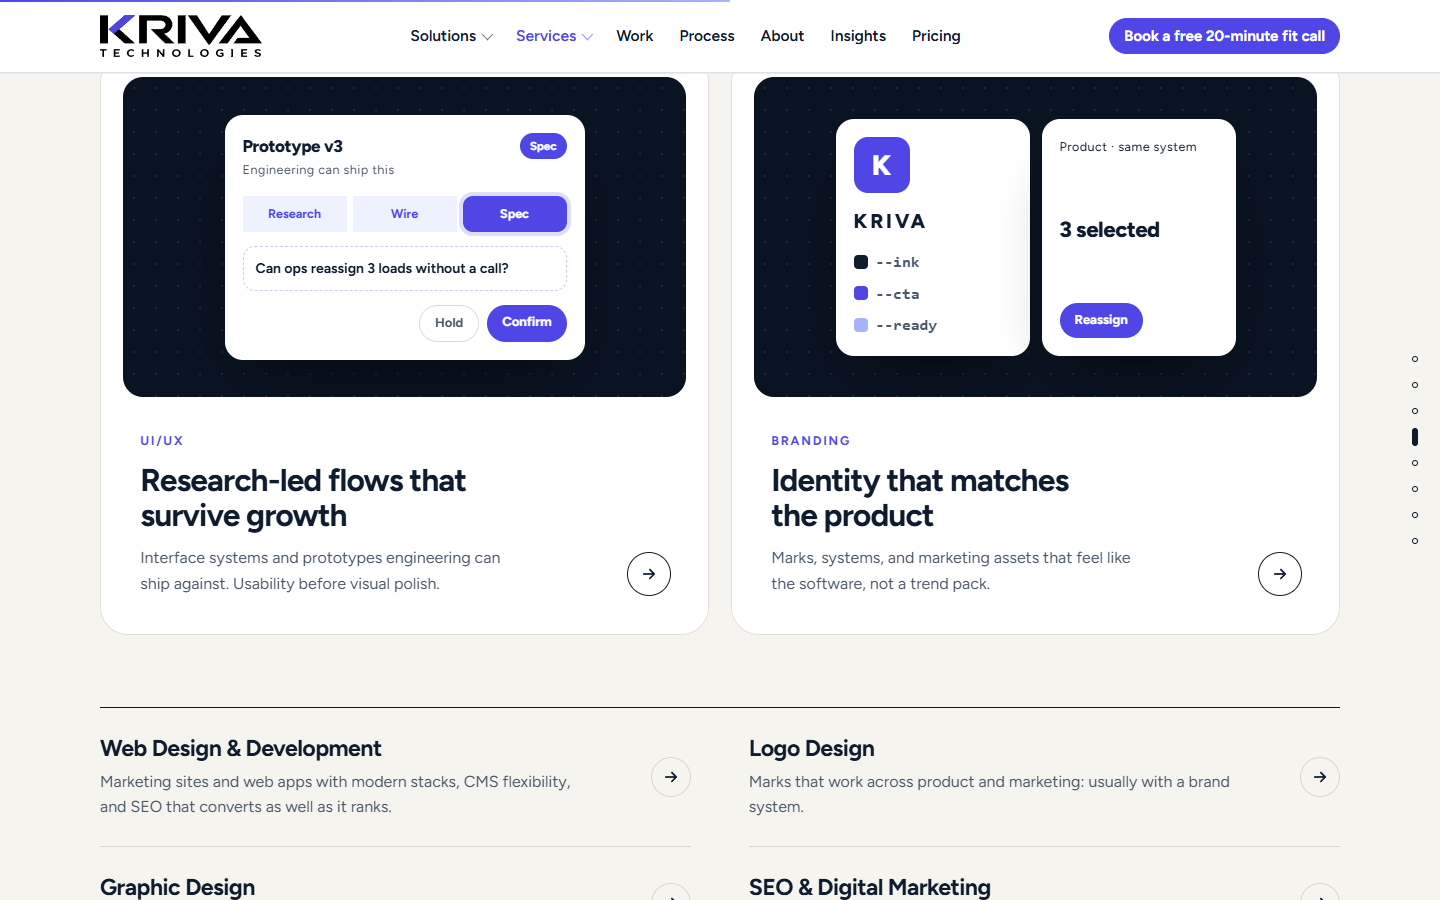 KRIVA
TECHNOLOGIES
Solutions
Services
Work
Process
About
Insights
Pricing
Book a free 20-minute fit call
Prototype v3
Spec
Engineering can ship this
Research
Wire
Spec
Can ops reassign 3 loads without a call?
Hold
Confirm
K
KRIVA
--ink
--cta
--ready
Product · same system
3 selected
Reassign
UI/UX
Research-led flows that
survive growth
Interface systems and prototypes engineering can
ship against. Usability before visual polish.
BRANDING
Identity that matches
the product
Marks, systems, and marketing assets that feel like
the software, not a trend pack.
Web Design & Development
Marketing sites and web apps with modern stacks, CMS flexibility,
and SEO that converts as well as it ranks.
Logo Design
Marks that work across product and marketing: usually with a brand
system.
Graphic Design
SEO & Digital Marketing